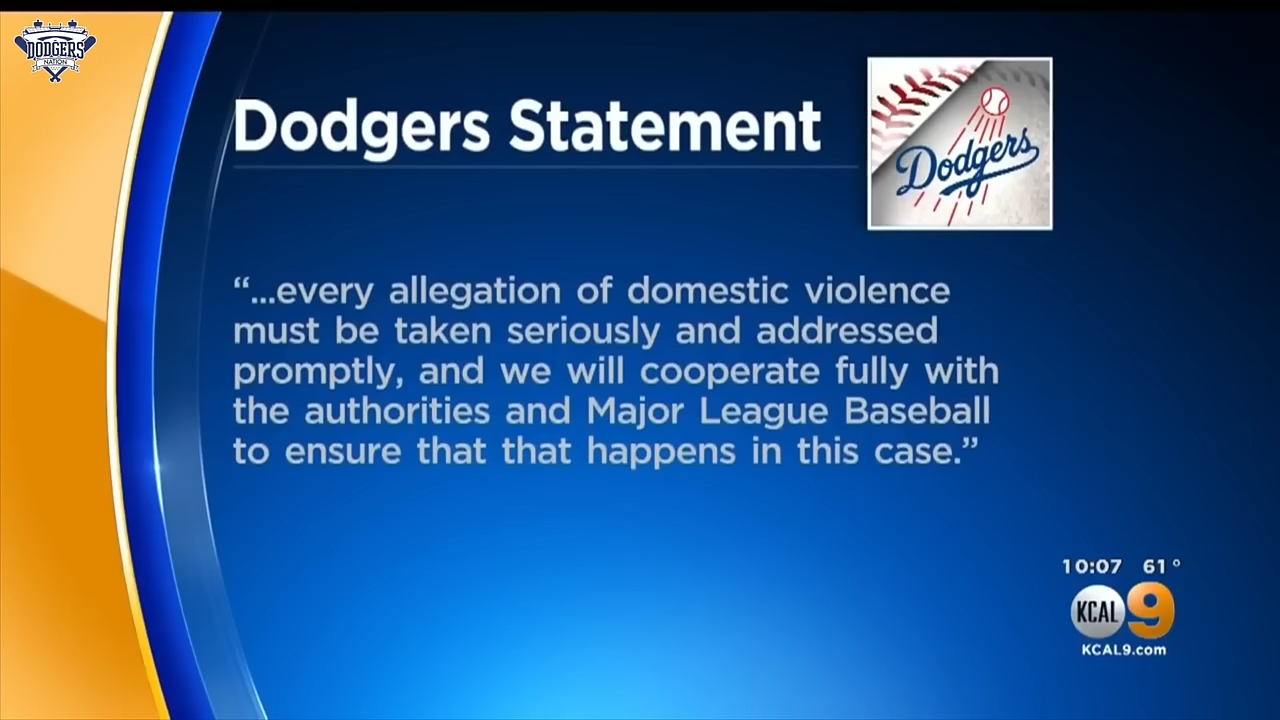 DODGERS
NATION
Dodgers Statement
Dodgers
“...every allegation of domestic violence
must be taken seriously and addressed
promptly, and we will cooperate fully with
the authorities and Major League Baseball
to ensure that that happens in this case.”
10:07 61°
KCAL 9
KCAL9.com